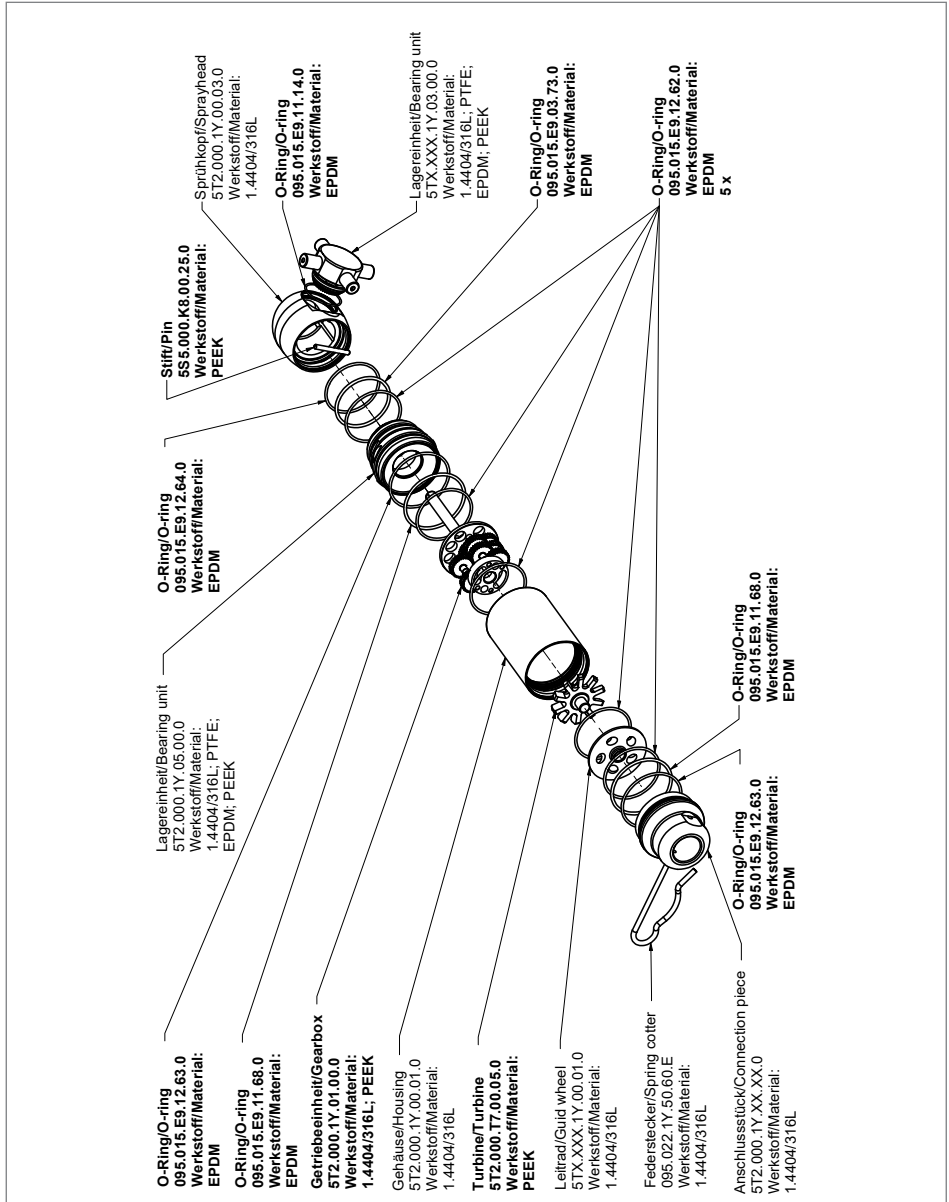 Sprühkopf/Sprayhead
5T2.000.1Y.00.03.0
Werkstoff/Material:
1.4404/316L
O-Ring/O-ring
095.015.E9.11.14.0
Werkstoff/Material:
EPDM
Lagereinheit/Bearing unit
5TX.XXX.1Y.03.00.0
Werkstoff/Material:
1.4404/316L; PTFE;
EPDM; PEEK
O-Ring/O-ring
095.015.E9.03.73.0
Werkstoff/Material:
EPDM
O-Ring/O-ring
095.015.E9.12.62.0
Werkstoff/Material:
EPDM
5 x
Stift/Pin
5S5.000.K8.00.25.0
Werkstoff/Material:
PEEK
O-Ring/O-ring
095.015.E9.12.64.0
Werkstoff/Material:
EPDM
Lagereinheit/Bearing unit
5T2.000.1Y.05.00.0
Werkstoff/Material:
1.4404/316L; PTFE;
EPDM; PEEK
O-Ring/O-ring
095.015.E9.11.68.0
Werkstoff/Material:
EPDM
O-Ring/O-ring
095.015.E9.12.63.0
Werkstoff/Material:
EPDM
O-Ring/O-ring
095.015.E9.12.63.0
Werkstoff/Material:
EPDM
O-Ring/O-ring
095.015.E9.11.68.0
Werkstoff/Material:
EPDM
Getriebeeinheit/Gearbox
5T2.000.1Y.01.00.0
Werkstoff/Material:
1.4404/316L; PEEK
Gehäuse/Housing
5T2.000.1Y.00.01.0
Werkstoff/Material:
1.4404/316L
Turbine/Turbine
5T2.000.T7.00.05.0
Werkstoff/Material:
PEEK
Leitrad/Guid wheel
5TX.XXX.1Y.00.01.0
Werkstoff/Material:
1.4404/316L
Federstecker/Spring cotter
095.022.1Y.50.60.E
Werkstoff/Material:
1.4404/316L
Anschlussstück/Connection piece
5T2.000.1Y.XX.XX.0
Werkstoff/Material:
1.4404/316L